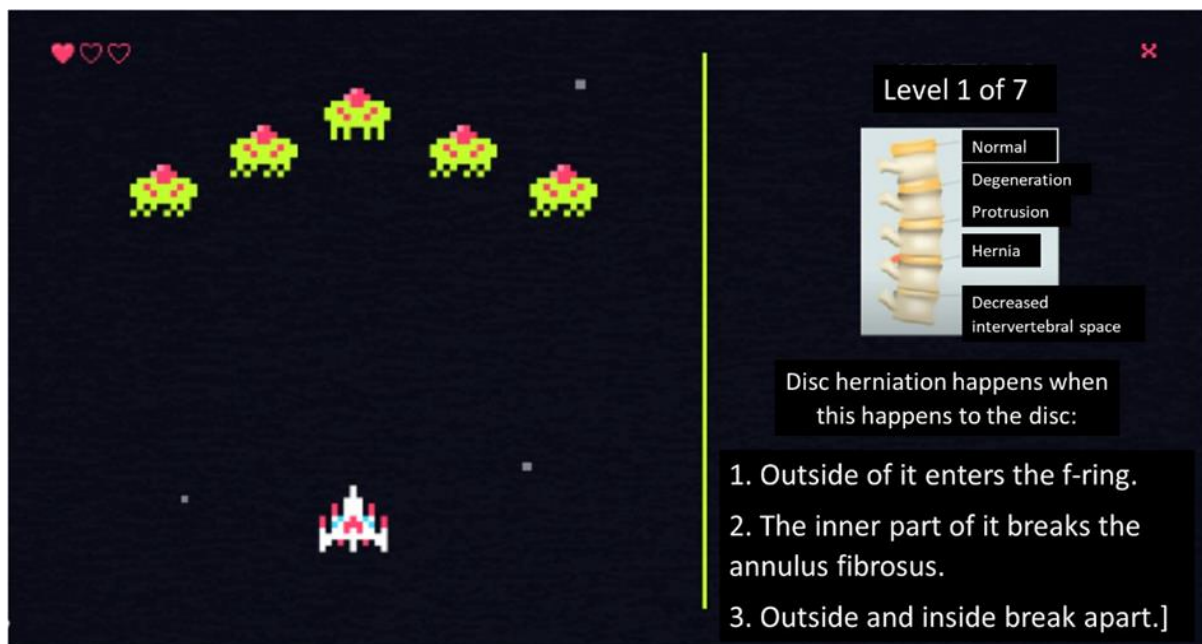 Level 1 of 7
Normal
Degeneration
Protrusion
Hernia
Decreased
intervertebral space
Disc herniation happens when
this happens to the disc:
1. Outside of it enters the f-ring.
2. The inner part of it breaks the
annulus fibrosus.
3. Outside and inside break apart.]